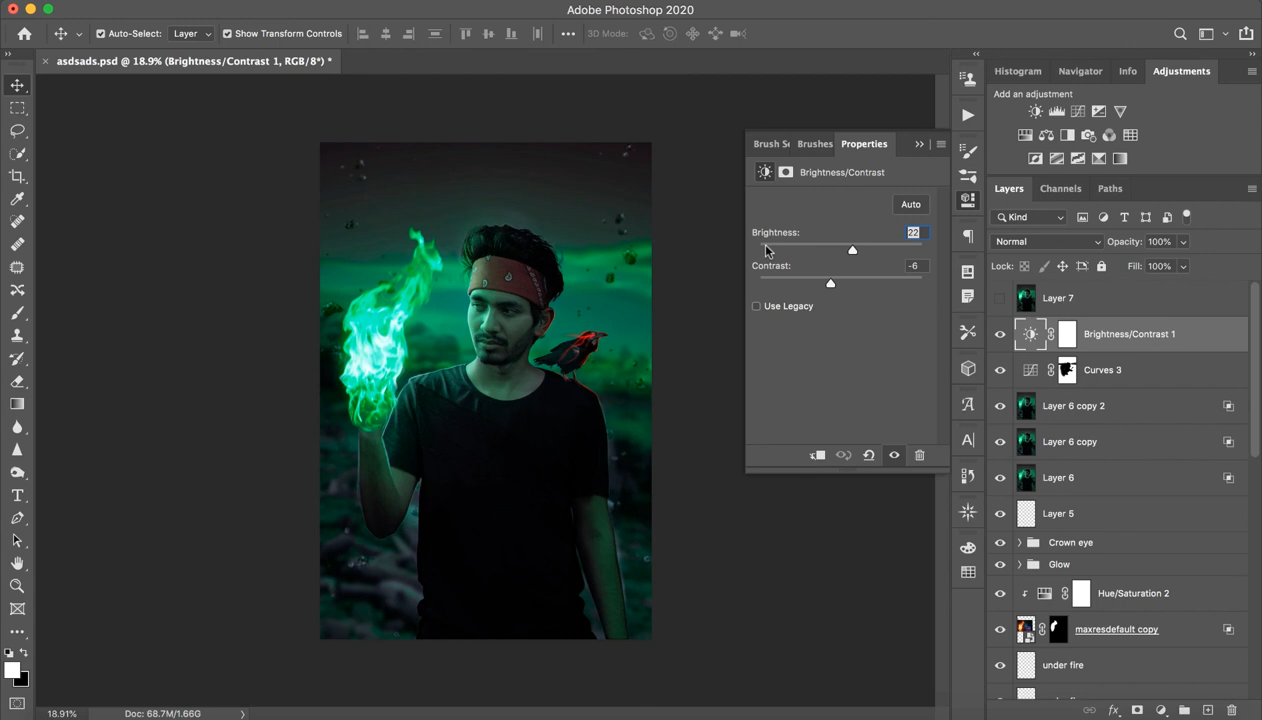 Adobe Photoshop 2020
Auto-Select: Layer Show Transform Controls 3D Mode:
asdsads.psd @ 18.9% (Brightness/Contrast 1, RGB/8*) *
Histogram Navigator Info Adjustments
Add an adjustment
Brush Se Brushes Properties
Brightness/Contrast
Auto
Brightness: 22
Contrast: -6
Use Legacy
Layers Channels Paths
Kind
Normal Opacity: 100%
Lock: Fill: 100%
Layer 7
Brightness/Contrast 1
Curves 3
Layer 6 copy 2
Layer 6 copy
Layer 6
Layer 5
Crown eye
Glow
Hue/Saturation 2
maxresdefault copy
under fire
18.91% Doc: 68.7M/1.66G